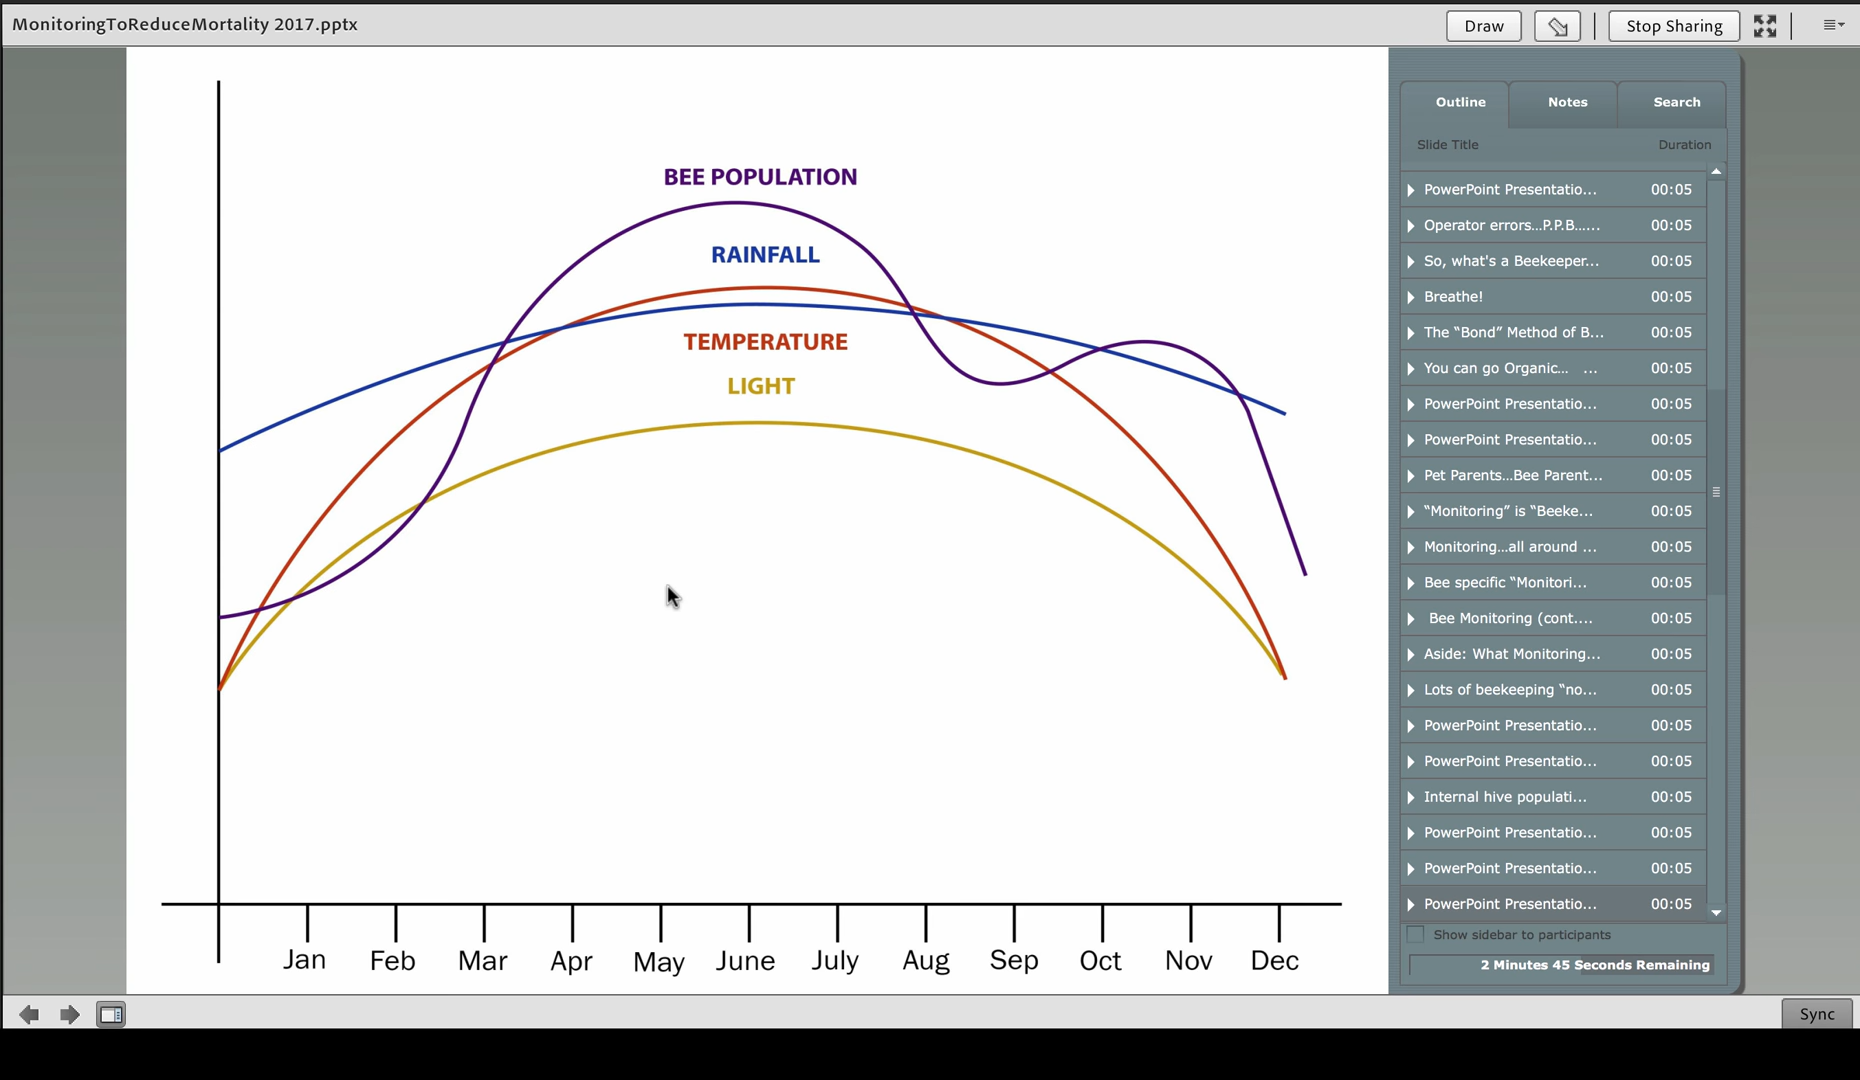 MonitoringToReduceMortality 2017.pptx
Draw
Stop Sharing
BEE POPULATION
RAINFALL
TEMPERATURE
LIGHT
Jan Feb Mar Apr May June July Aug Sep Oct Nov Dec
Outline Notes Search
Slide Title Duration
PowerPoint Presentatio... 00:05
Operator errors...P.P.B...... 00:05
So, what's a Beekeeper... 00:05
Breathe! 00:05
The “Bond” Method of B... 00:05
You can go Organic... ... 00:05
PowerPoint Presentatio... 00:05
PowerPoint Presentatio... 00:05
Pet Parents...Bee Parent... 00:05
“Monitoring” is “Beeke... 00:05
Monitoring...all around ... 00:05
Bee specific “Monitori... 00:05
Bee Monitoring (cont.... 00:05
Aside: What Monitoring... 00:05
Lots of beekeeping “no... 00:05
PowerPoint Presentatio... 00:05
PowerPoint Presentatio... 00:05
Internal hive populati... 00:05
PowerPoint Presentatio... 00:05
PowerPoint Presentatio... 00:05
PowerPoint Presentatio... 00:05
Show sidebar to participants
2 Minutes 45 Seconds Remaining
Sync